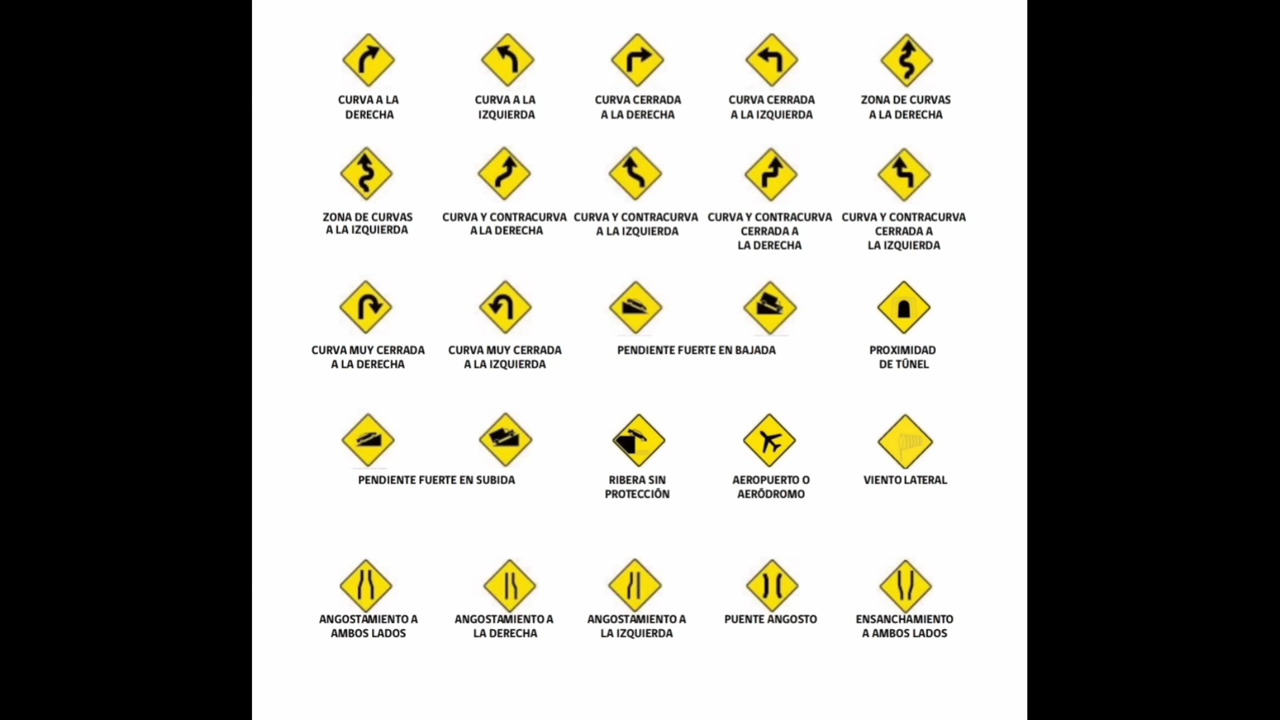 CURVA A LA
DERECHA
CURVA A LA
IZQUIERDA
CURVA CERRADA
A LA DERECHA
CURVA CERRADA
A LA IZQUIERDA
ZONA DE CURVAS
A LA DERECHA
ZONA DE CURVAS
A LA IZQUIERDA
CURVA Y CONTRACURVA
A LA DERECHA
CURVA Y CONTRACURVA
A LA IZQUIERDA
CURVA Y CONTRACURVA
CERRADA A
LA DERECHA
CURVA Y CONTRACURVA
CERRADA A
LA IZQUIERDA
CURVA MUY CERRADA
A LA DERECHA
CURVA MUY CERRADA
A LA IZQUIERDA
PENDIENTE FUERTE EN BAJADA
PROXIMIDAD
DE TÚNEL
PENDIENTE FUERTE EN SUBIDA
RIBERA SIN
PROTECCIÓN
AEROPUERTO O
AERÓDROMO
VIENTO LATERAL
ANGOSTAMIENTO A
AMBOS LADOS
ANGOSTAMIENTO A
LA DERECHA
ANGOSTAMIENTO A
LA IZQUIERDA
PUENTE ANGOSTO
ENSANCHAMIENTO
A AMBOS LADOS